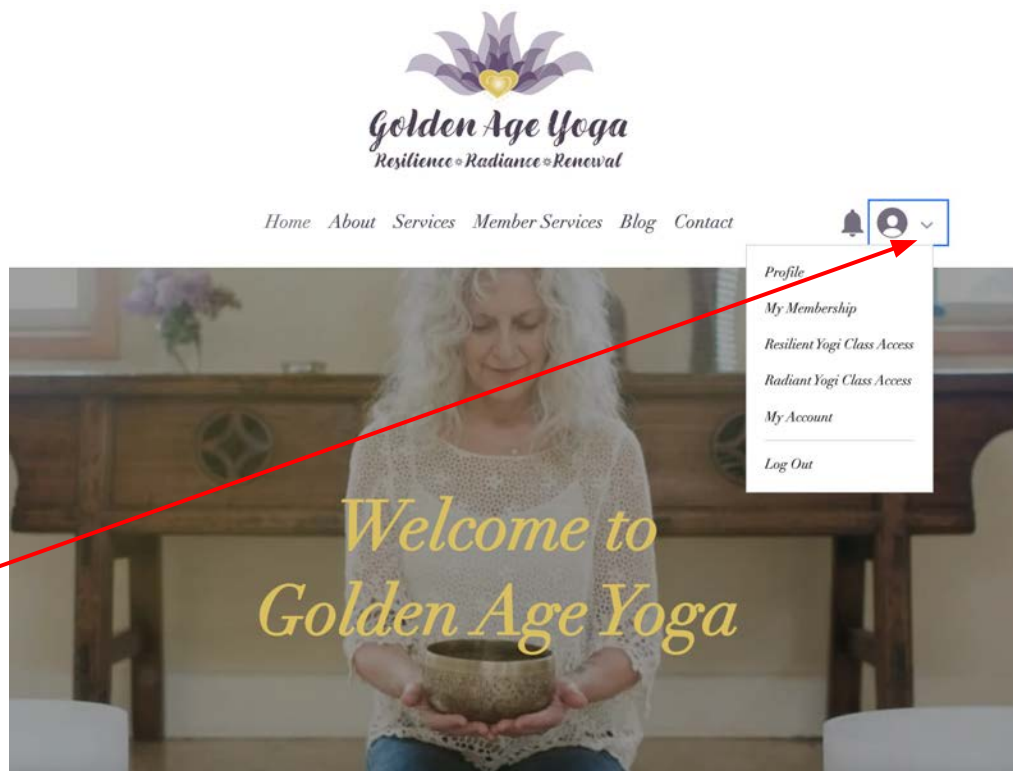 Golden Age Yoga
Resilience Radiance Renewal
Home About Services Member Services Blog Contact
Profile
My Membership
Resilient Yogi Class Access
Radiant Yogi Class Access
My Account
Log Out
Welcome to
Golden Age Yoga